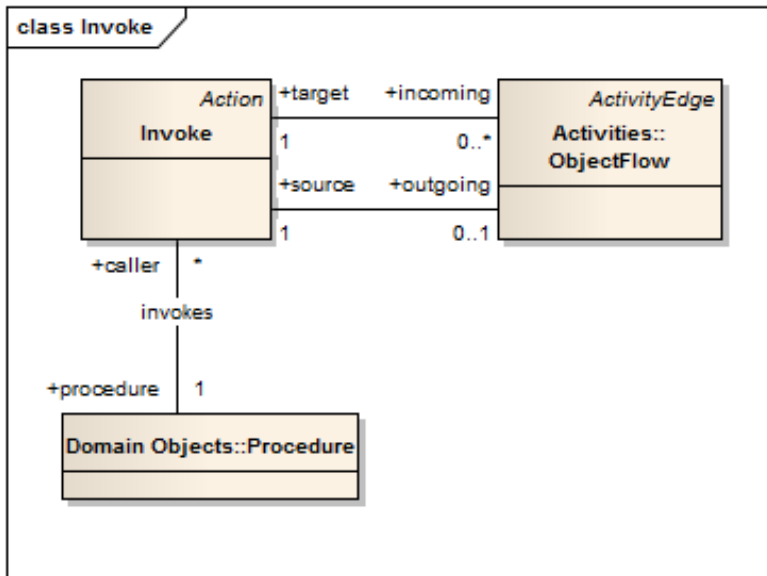 class Invoke
Action
Invoke
+target
+incoming
ActivityEdge
Activities::
ObjectFlow
1
0..*
+source
+outgoing
1
0..1
+caller
*
invokes
+procedure
1
Domain Objects::Procedure